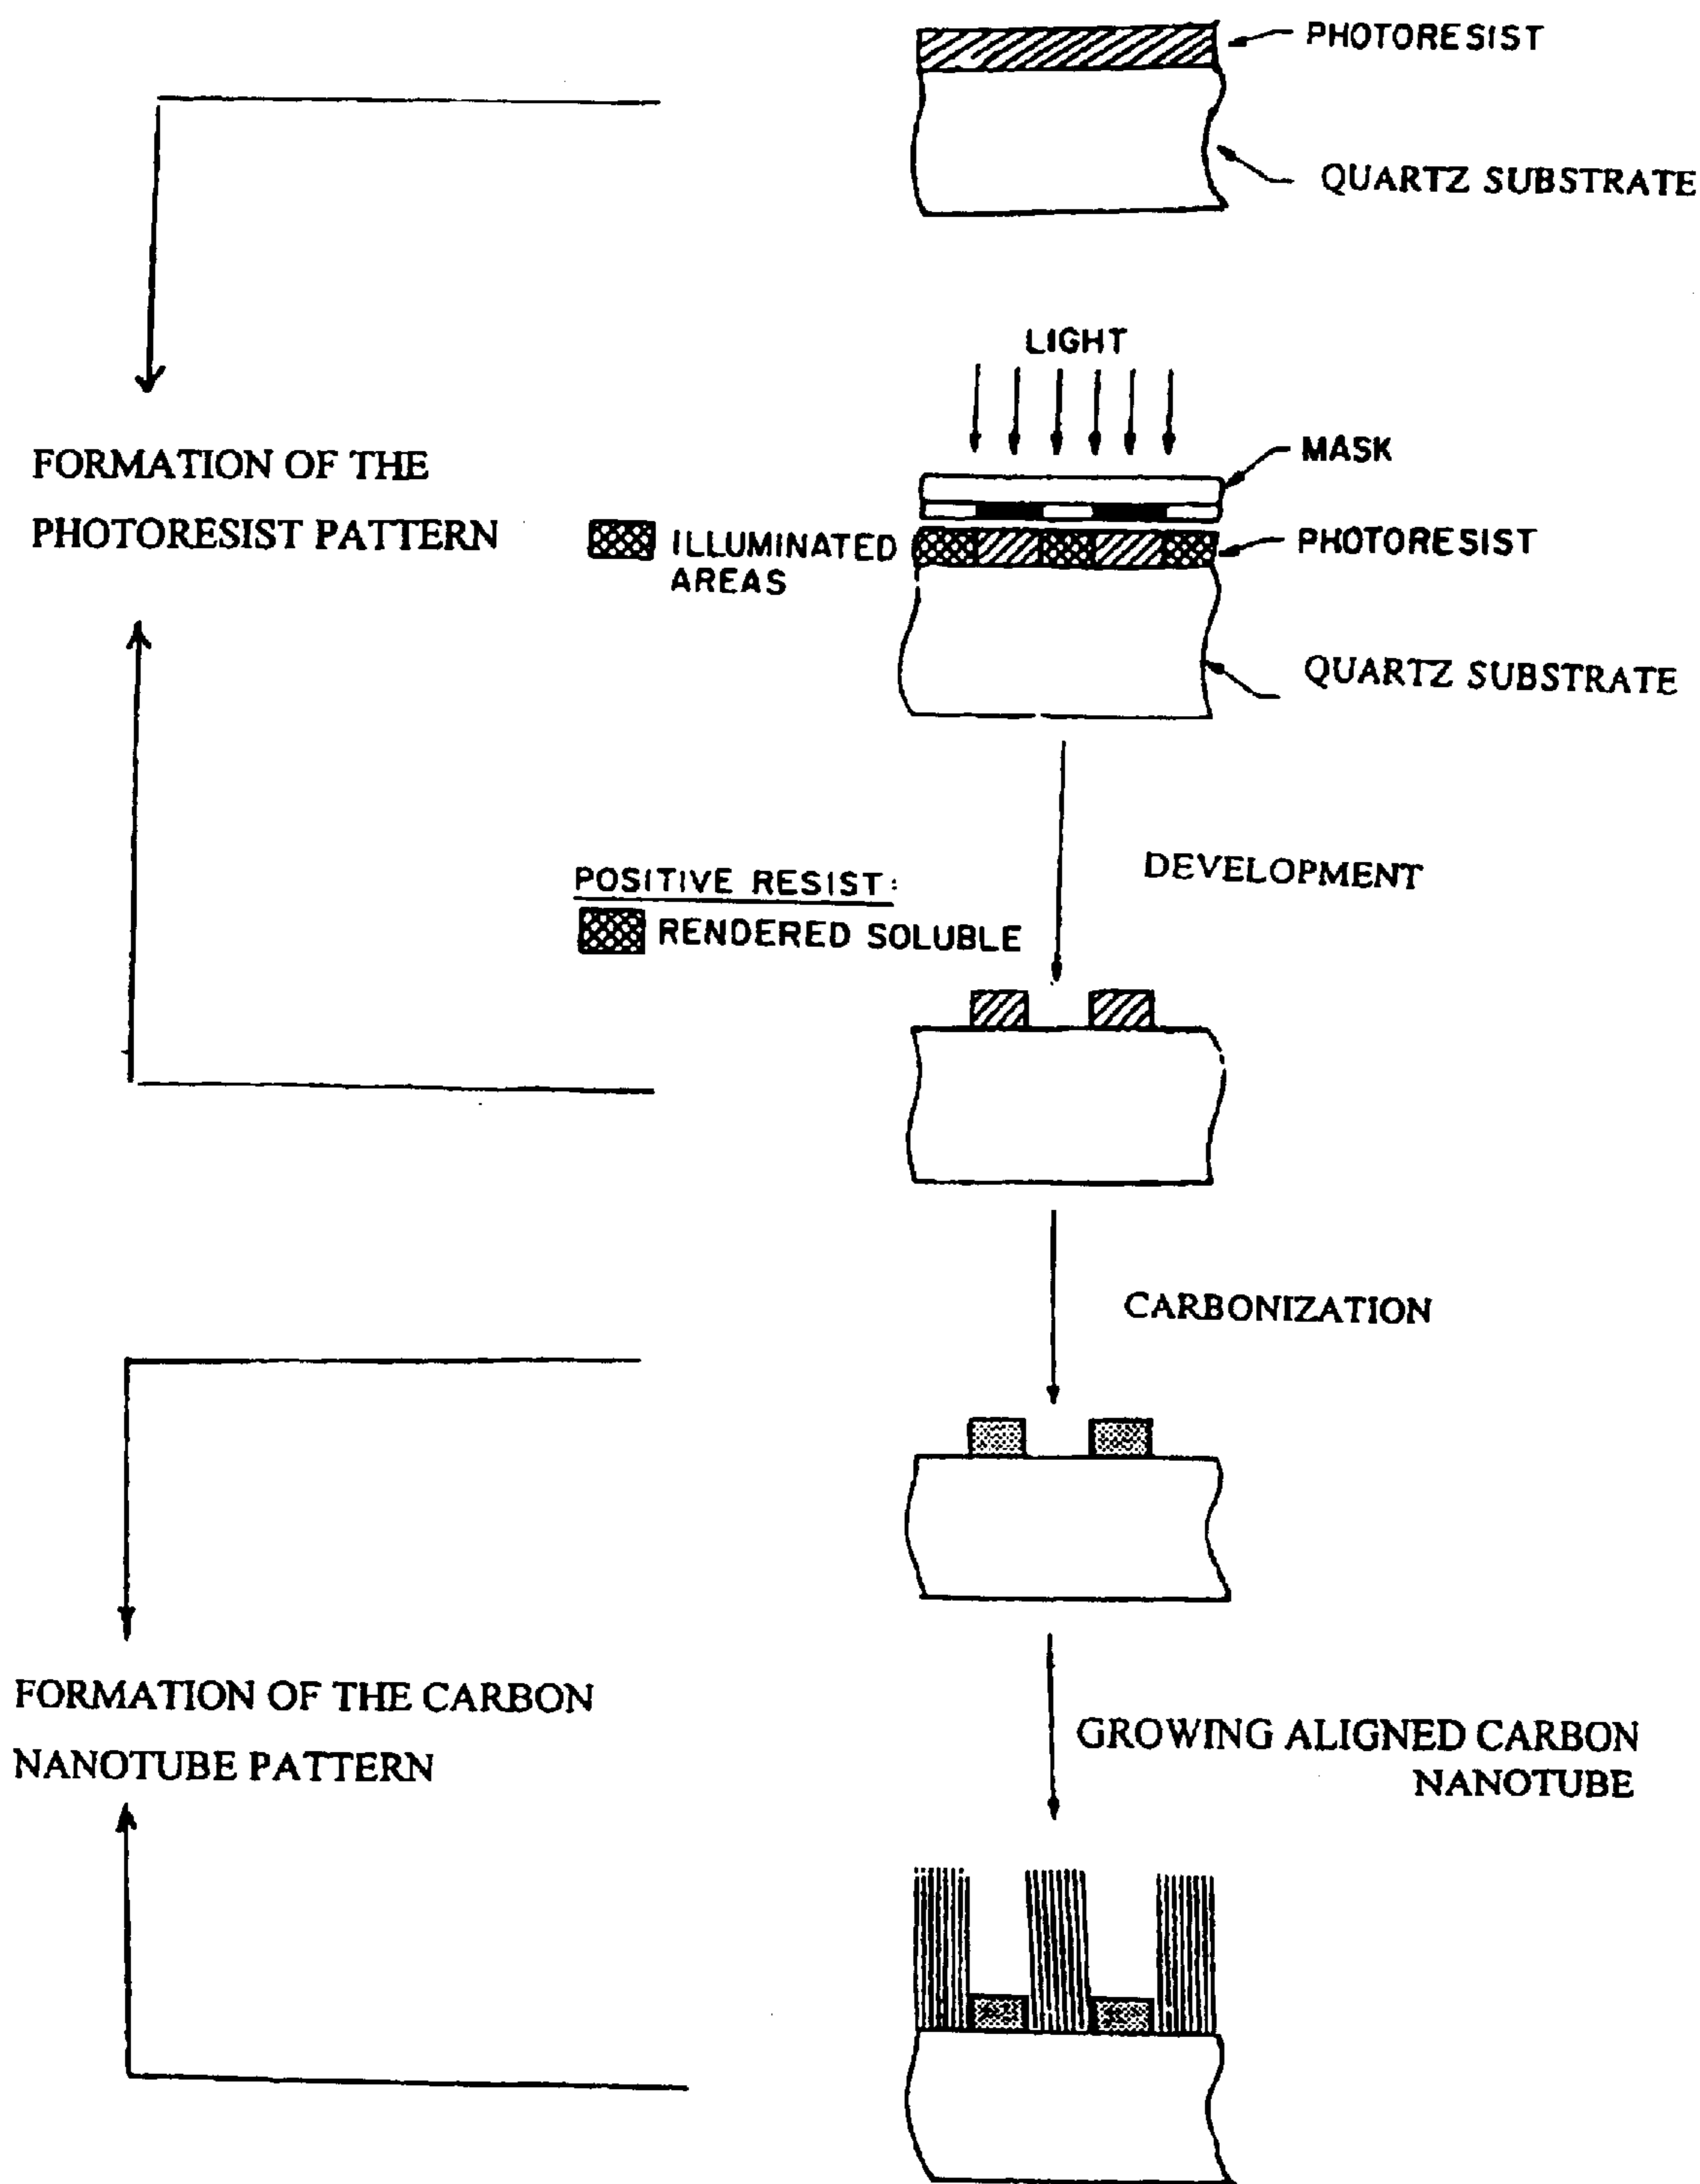 PHOTORESIST
QUARTZ SUBSTRATE
LIGHT
MASK
FORMATION OF THE
PHOTORESIST PATTERN
ILLUMINATED
AREAS
PHOTORESIST
QUARTZ SUBSTRATE
DEVELOPMENT
POSITIVE RESIST:
RENDERED SOLUBLE
CARBONIZATION
FORMATION OF THE CARBON
NANOTUBE PATTERN
GROWING ALIGNED CARBON
NANOTUBE